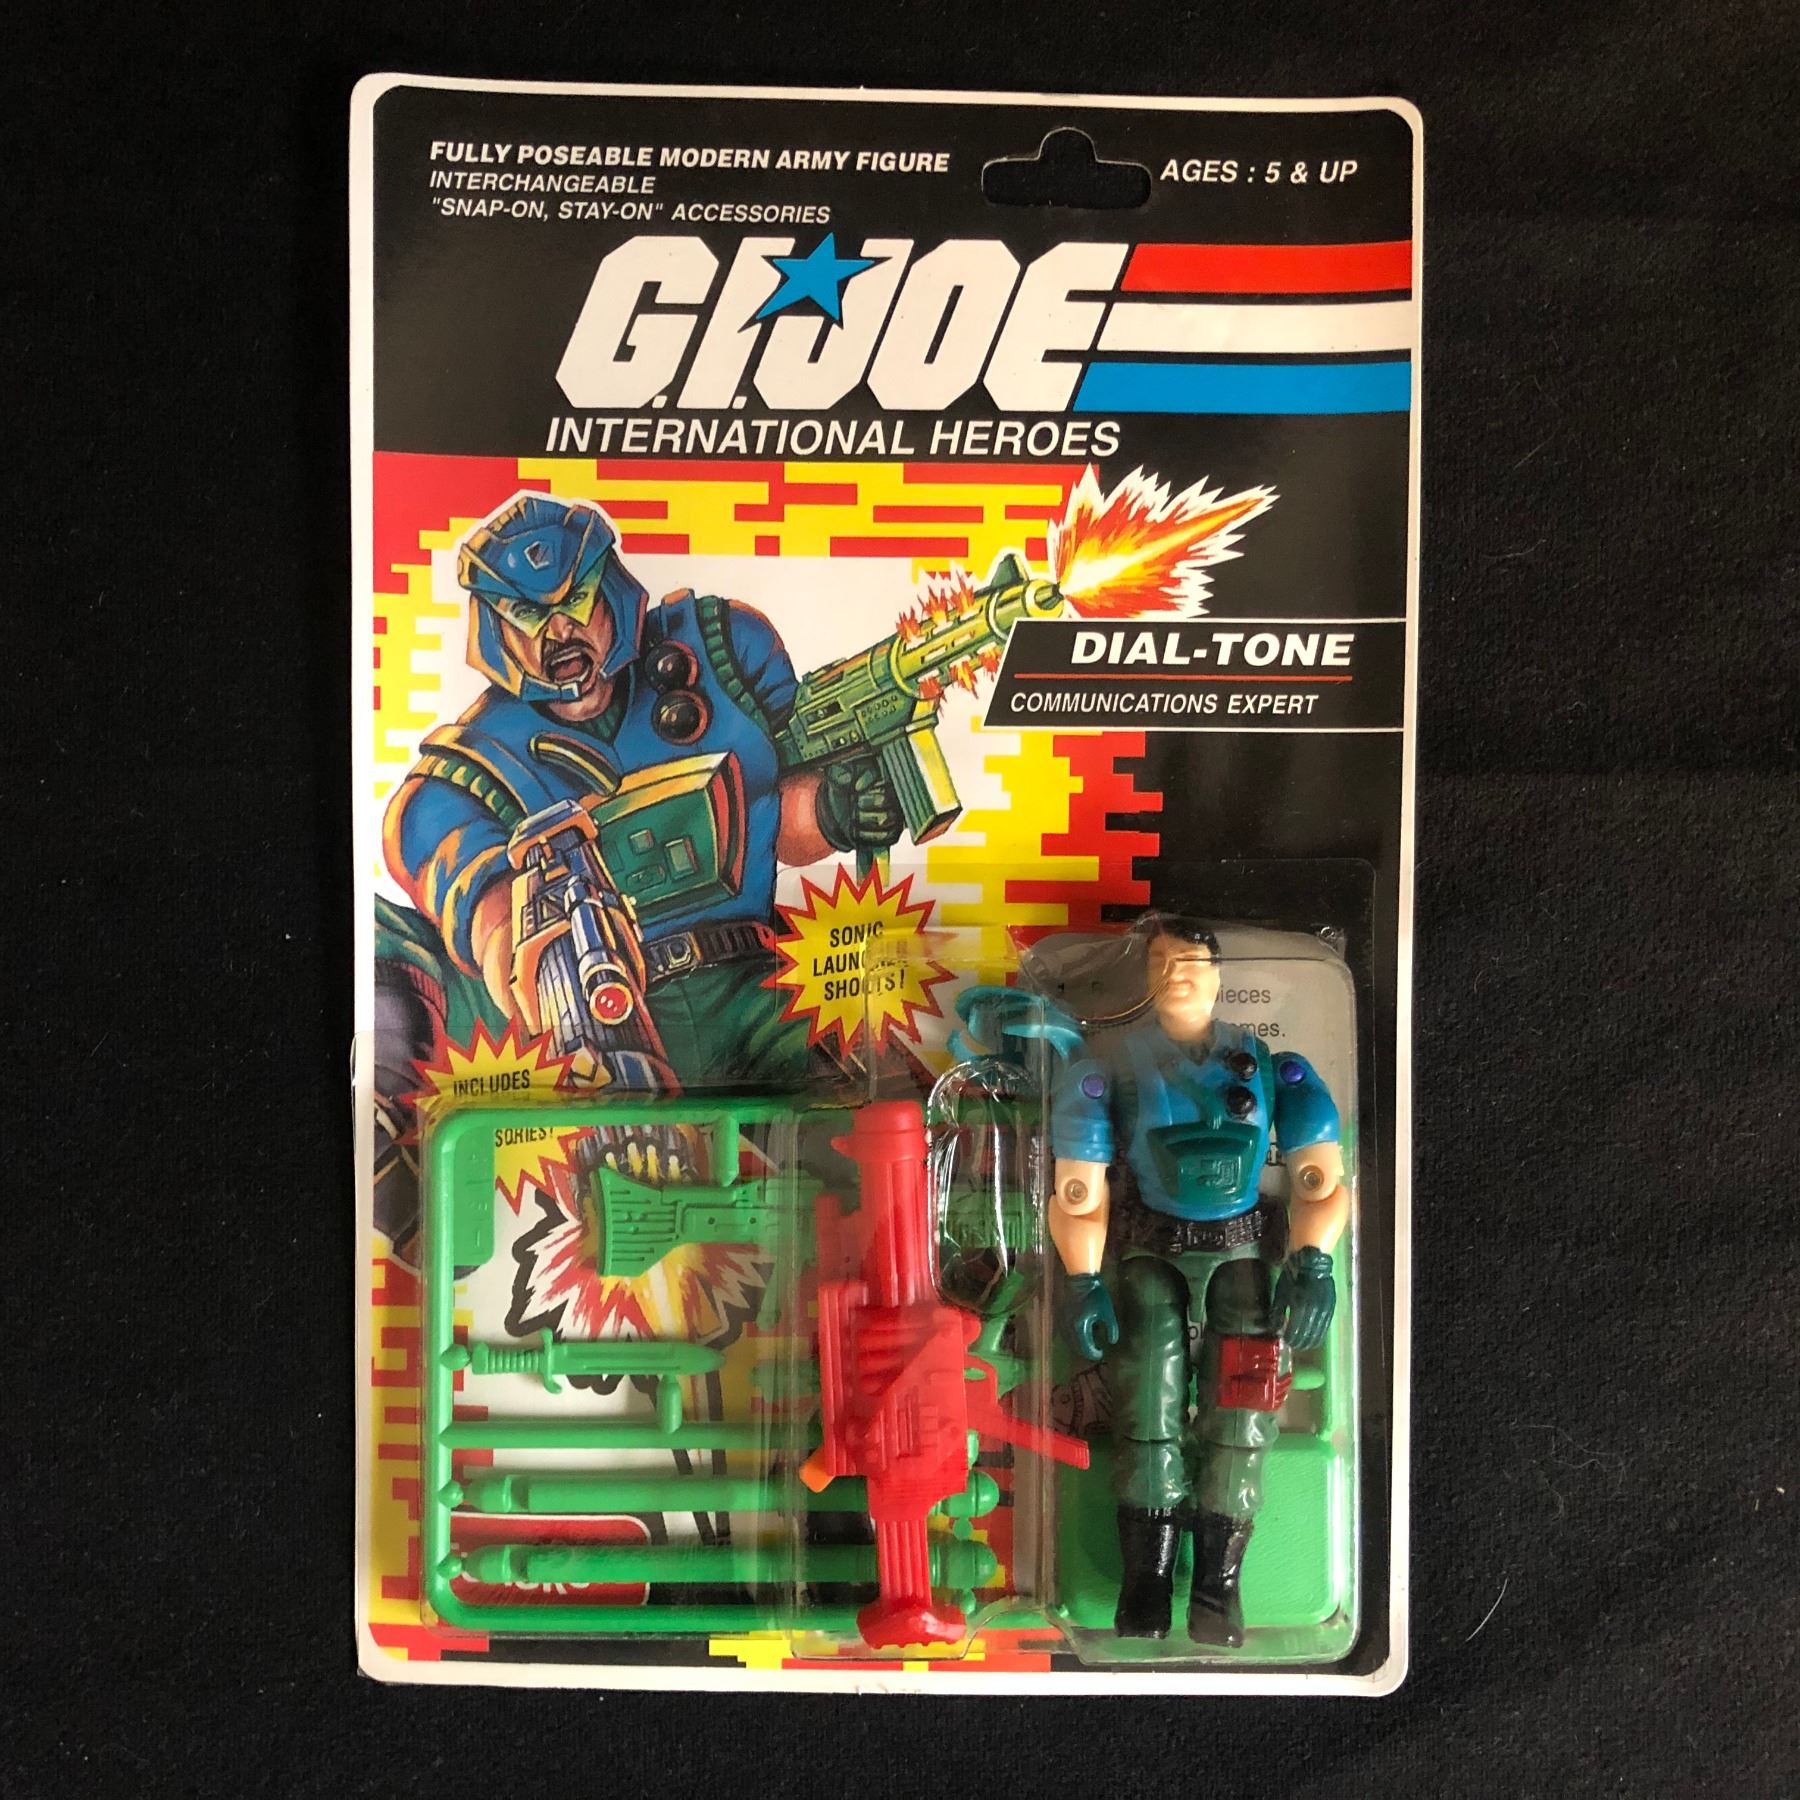 FULLY POSEABLE MODERN ARMY FIGURE
INTERCHANGEABLE
"SNAP-ON, STAY-ON" ACCESSORIES
AGES : 5 & UP
G.I.JOE
INTERNATIONAL HEROES
DIAL-TONE
COMMUNICATIONS EXPERT
SONIC
LAUNCHER
SHOOTS!
INCLUDES